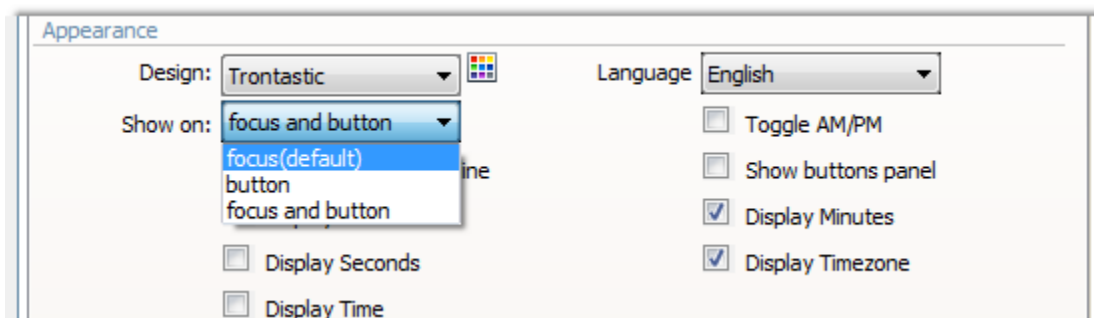 Appearance
Design: Trontastic Language English
Show on: focus and button Toggle AM/PM
focus(default)
ine Show buttons panel
button
focus and button Display Minutes
Display Seconds Display Timezone
Display Time